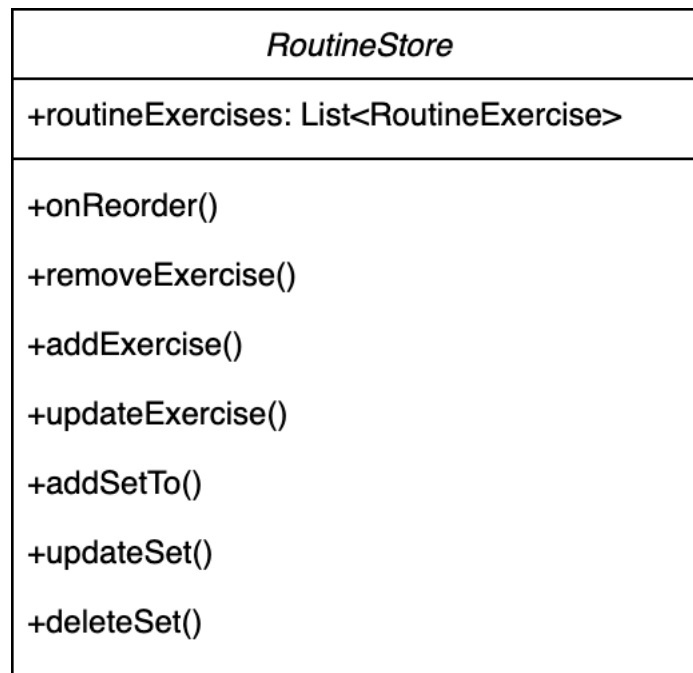 RoutineStore
+routineExercises: List<RoutineExercise>
+onReorder()
+removeExercise()
+addExercise()
+updateExercise()
+addSetTo()
+updateSet()
+deleteSet()